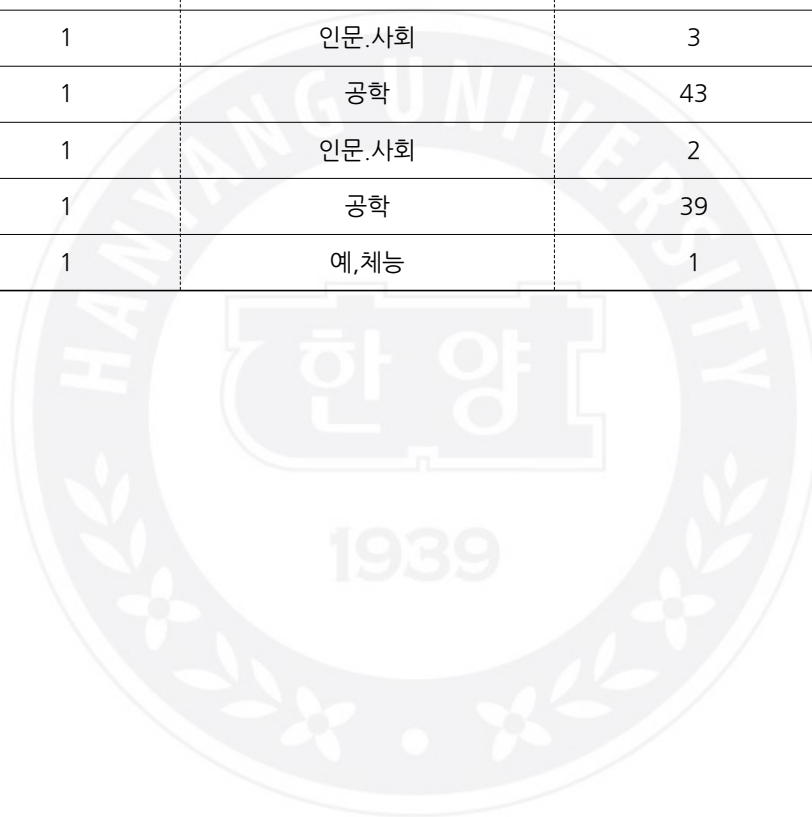 1 인문.사회 3
1 공학 43
1 인문.사회 2
1 공학 39
1 예,체능 1
HANYANG UNIVERSITY
한양
1939